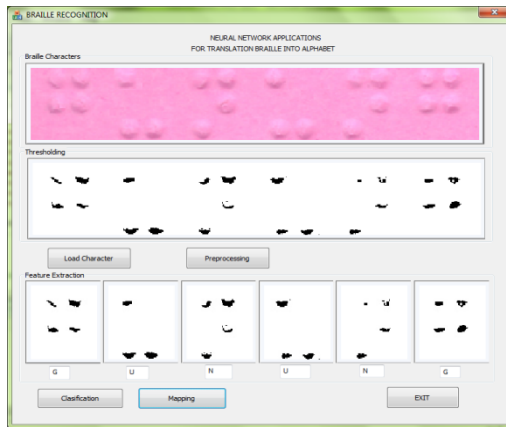 BRAILLE RECOGNITION
NEURAL NETWORK APPLICATIONS
FOR TRANSLATION BRAILLE INTO ALPHABET
Braille Characters
Thresholding
Load Character Preprocessing
Feature Extraction
G U N U N G
Clasification Mapping EXIT